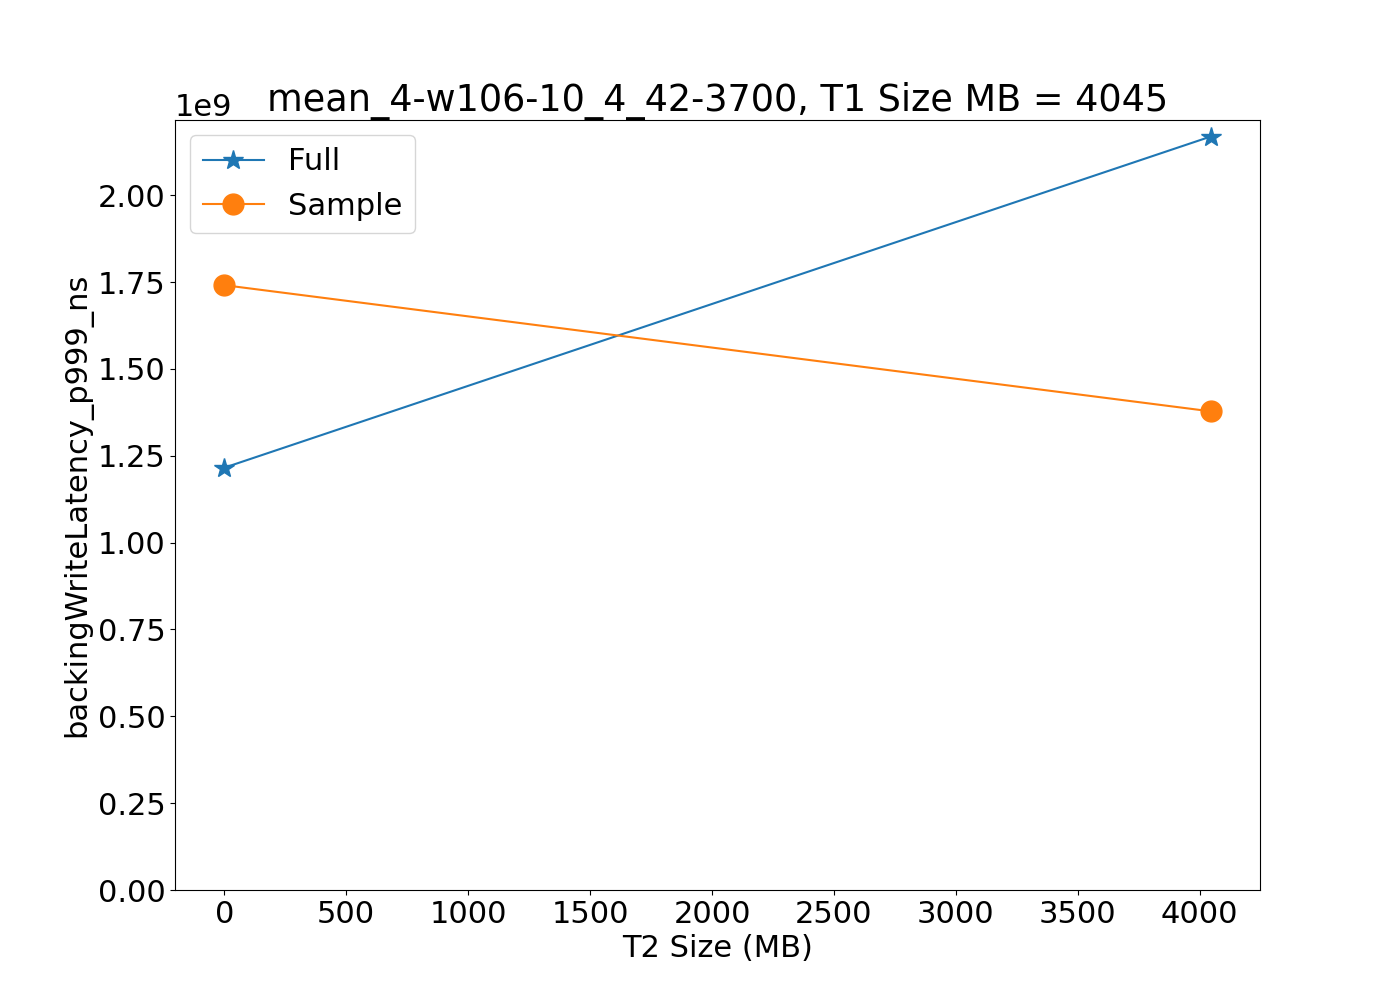 1e9
mean_4-w106-10_4_42-3700, T1 Size MB = 4045
Full
Sample
2.00
1.75
1.50
1.25
1.00
0.75
0.50
0.25
0.00
backingWriteLatency_p999_ns
0 500 1000 1500 2000 2500 3000 3500 4000
T2 Size (MB)